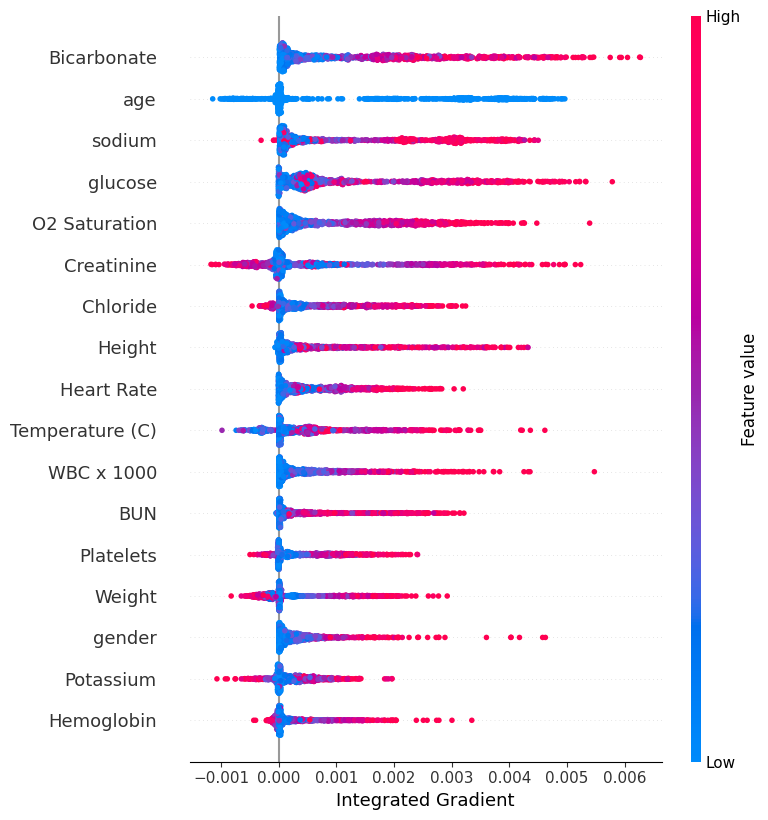 High
Bicarbonate
age
sodium
glucose
O2 Saturation
Creatinine
Chloride
Height
Heart Rate
Temperature (C)
WBC x 1000
BUN
Platelets
Weight
gender
Potassium
Hemoglobin
Feature value
Low
−0.001 0.000 0.001 0.002 0.003 0.004 0.005 0.006
Integrated Gradient